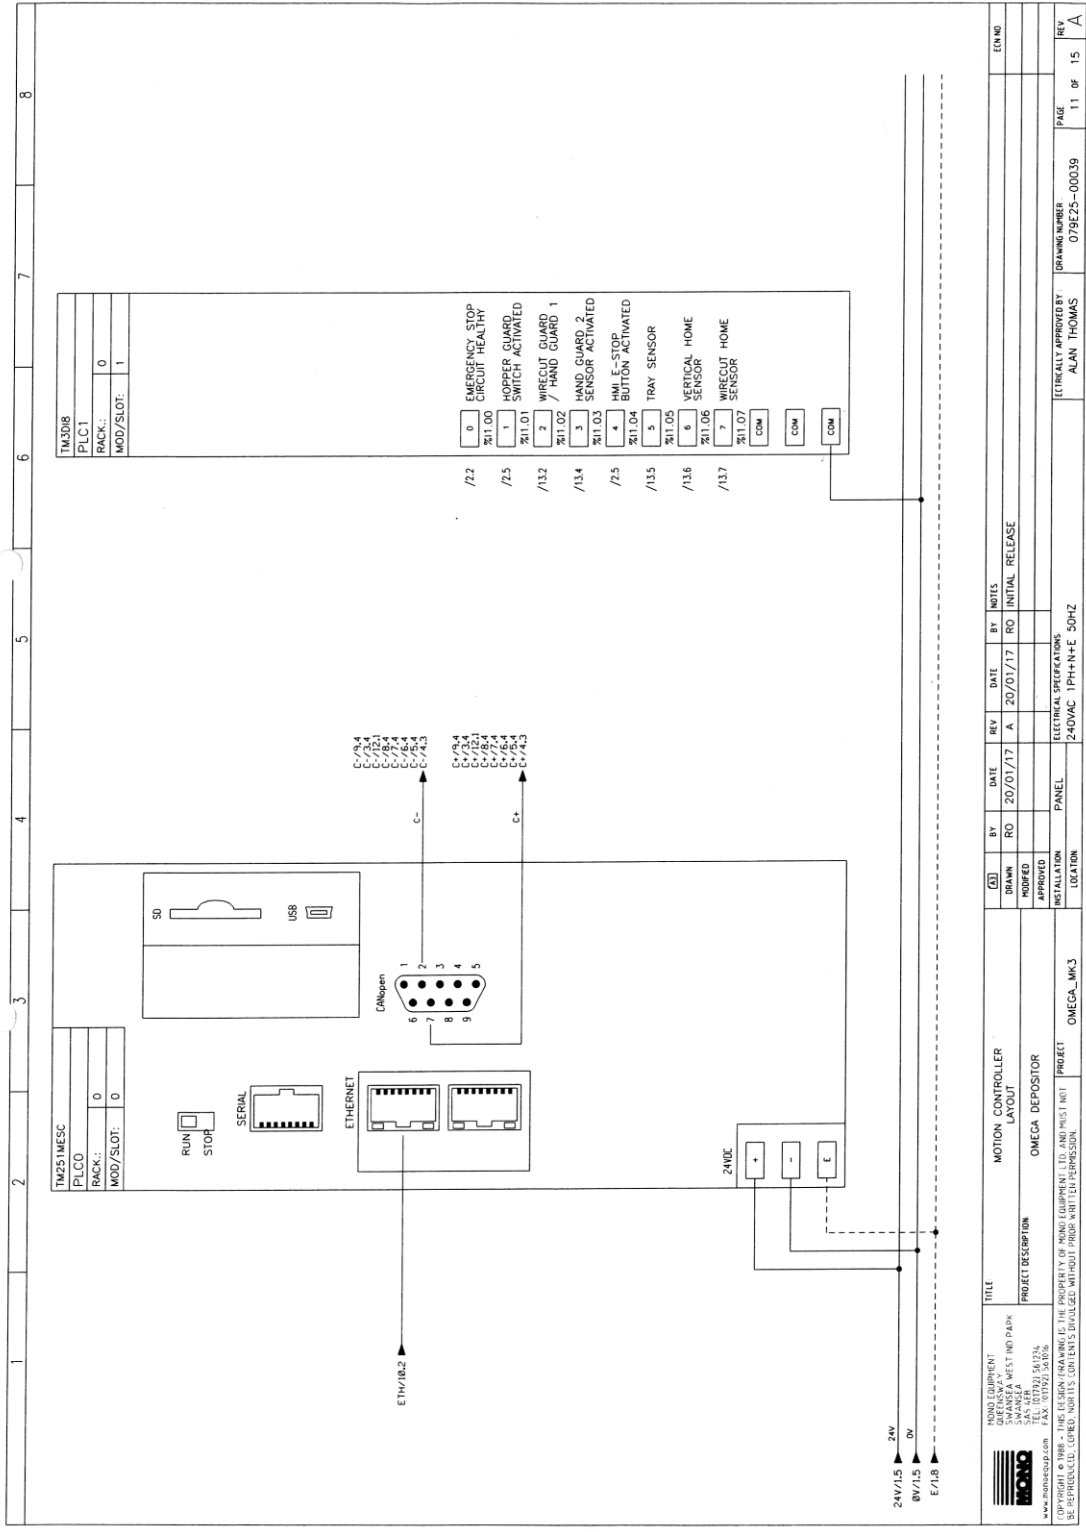 1
2
3
4
5
6
7
8
TM251MESC
PLC0
RACK.: 0
MOD/SLOT: 0
RUN
STOP
SERIAL
ETHERNET
SD
USB
CANopen
6
7
8
9
1
2
3
4
5
C-
C+
C-/9.4
C-/3.4
C-/12.1
C-/8.4
C-/7.4
C-/6.4
C-/5.4
C-/4.3
C+/9.4
C+/3.4
C+/12.1
C+/8.4
C+/7.4
C+/6.4
C+/5.4
C+/4.3
ETH/10.2
24VDC
+
-
E
TM3DI8
PLC1
RACK.: 0
MOD/SLOT: 1
/2.2 0 EMERGENCY STOP
%I1.00 CIRCUIT HEALTHY
/2.5 1 HOPPER GUARD
%I1.01 SWITCH ACTIVATED
/13.2 2 WIRECUT GUARD
%I1.02 / HAND GUARD 1
/13.4 3 HAND GUARD 2
%I1.03 SENSOR ACTIVATED
/2.5 4 HMI E-STOP
%I1.04 BUTTON ACTIVATED
/13.5 5 TRAY SENSOR
%I1.05
/13.6 6 VERTICAL HOME
%I1.06 SENSOR
/13.7 7 WIRECUT HOME
%I1.07 SENSOR
COM
COM
COM
24V/1.5 24V
0V/1.5 0V
E/1.8
MONO
www.monoequip.com
MONO EQUIPMENT
QUEENSWAY
SWANSEA WEST IND PARK
SWANSEA
SA5 4EB
TEL: (01792) 561234
FAX: (01792) 561016
COPYRIGHT © 1988 - THIS DESIGN/DRAWING IS THE PROPERTY OF MONO EQUIPMENT LTD. AND MUST NOT
BE REPRODUCED, COPIED, NOR ITS CONTENTS DIVULGED WITHOUT PRIOR WRITTEN PERMISSION.
TITLE
MOTION CONTROLLER
LAYOUT
PROJECT DESCRIPTION:
OMEGA DEPOSITOR
PROJECT
OMEGA_MK3
A3 BY DATE REV DATE BY NOTES ECN NO.
DRAWN RO 20/01/17 A 20/01/17 RO INITIAL RELEASE
MODIFIED
APPROVED
INSTALLATION: PANEL
LOCATION:
ELECTRICAL SPECIFICATIONS:
240VAC 1PH+N+E 50HZ
ECTRICALLY APPROVED BY :
ALAN THOMAS
DRAWING NUMBER
079E25-00039
PAGE
11 OF 15
REV
A